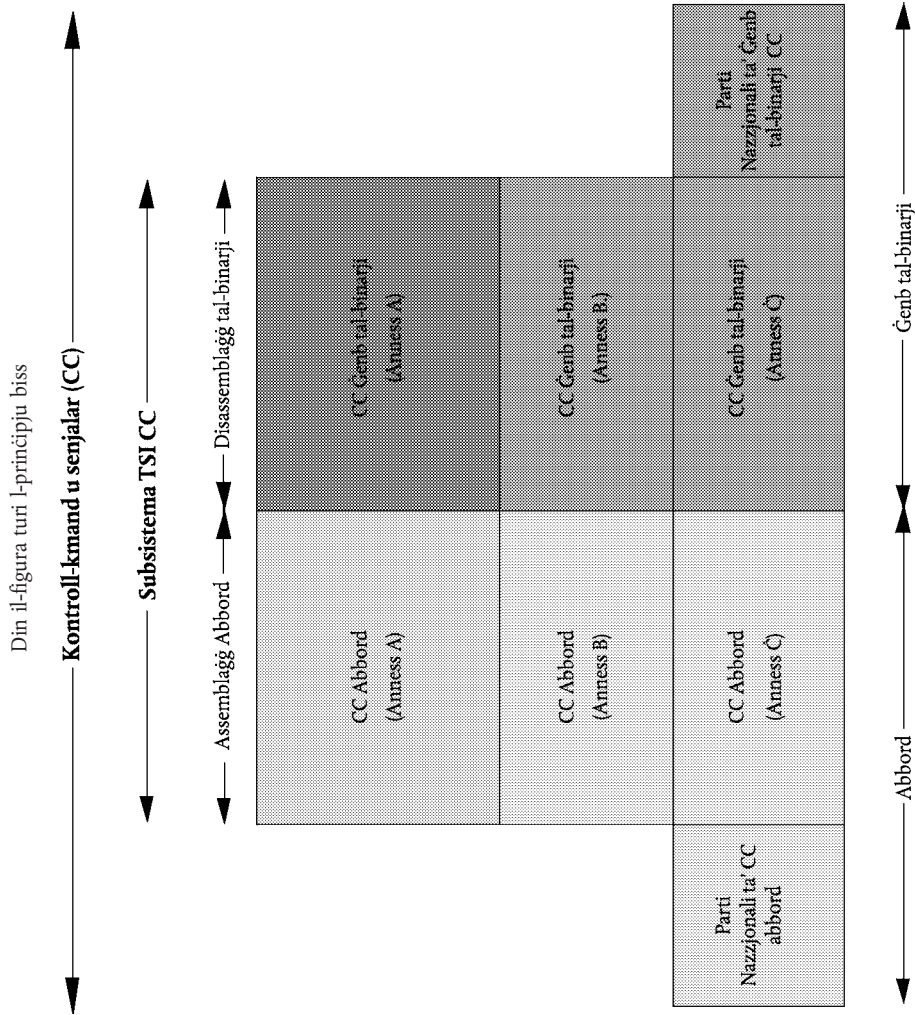 Din il-figura turi l-prinċipju biss
Kontroll-kmand u senjalar (CC)
Subsistema TSI CC
Assemblaġġ Abbord
Disassemblaġġ tal-binarji
CC Abbord
(Anness A)
CC Ġenb tal-binarji
(Anness A)
CC Abbord
(Anness B)
CC Ġenb tal-binarji
(Anness B.)
Parti
Nazzjonali ta' CC
abbord
CC Abbord
(Anness Ċ)
CC Ġenb tal-binarji
(Anness Ċ)
Parti
Nazzjonali ta' Ġenb
tal-binarji CC
Abbord
Ġenb tal-binarji